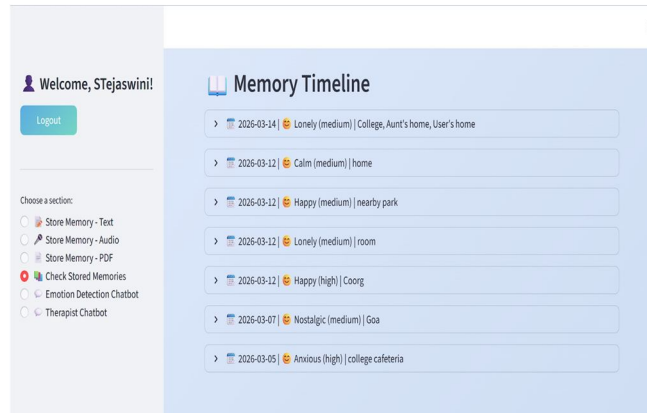 Welcome, STejaswini!
Logout
Choose a section:
Store Memory - Text
Store Memory - Audio
Store Memory - PDF
Check Stored Memories
Emotion Detection Chatbot
Therapist Chatbot
Memory Timeline
2026-03-14 | Lonely (medium) | College, Aunt's home, User's home
2026-03-12 | Calm (medium) | home
2026-03-12 | Happy (medium) | nearby park
2026-03-12 | Lonely (medium) | room
2026-03-12 | Happy (high) | Coorg
2026-03-07 | Nostalgic (medium) | Goa
2026-03-05 | Anxious (high) | college cafeteria